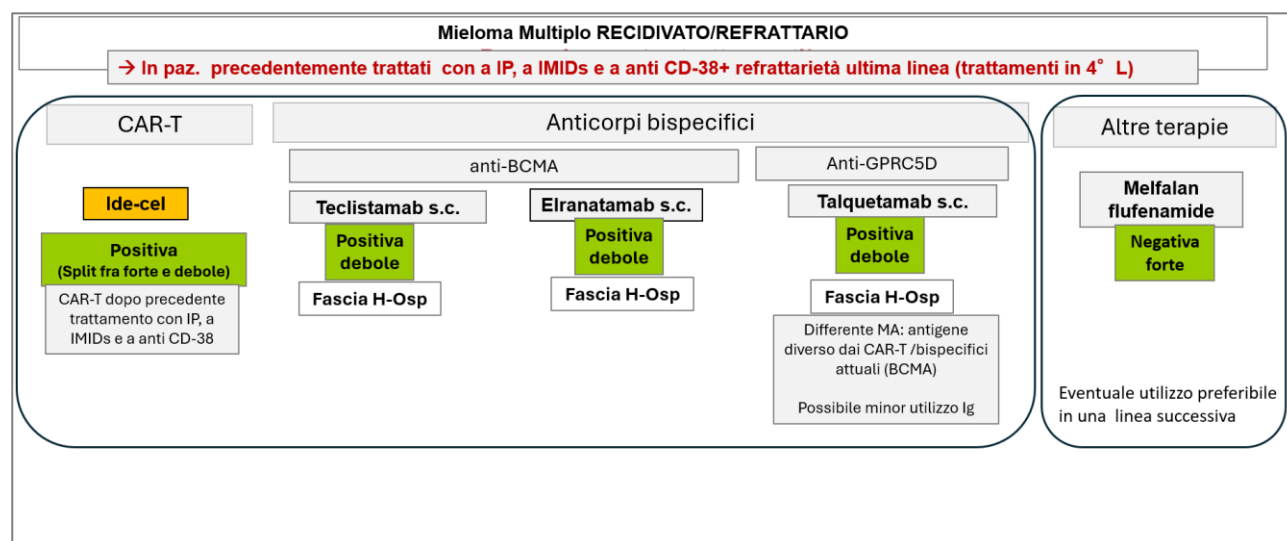 Mieloma Multiplo RECIDIVATO/REFRATTARIO
→ In paz. precedentemente trattati con a IP, a IMIDs e a anti CD-38+ refrattarietà ultima linea (trattamenti in 4° L)
CAR-T
Ide-cel
Positiva
(Split fra forte e debole)
CAR-T dopo precedente
trattamento con IP, a
IMIDs e a anti CD-38
Anticorpi bispecifici
anti-BCMA
Teclistamab s.c.
Positiva
debole
Fascia H-Osp
Elranatamab s.c.
Positiva
debole
Fascia H-Osp
Anti-GPRC5D
Talquetamab s.c.
Positiva
debole
Fascia H-Osp
Differente MA: antigene
diverso dai CAR-T /bispecifici
attuali (BCMA)
Possibile minor utilizzo Ig
Altre terapie
Melfalan
flufenamide
Negativa
forte
Eventuale utilizzo preferibile
in una linea successiva